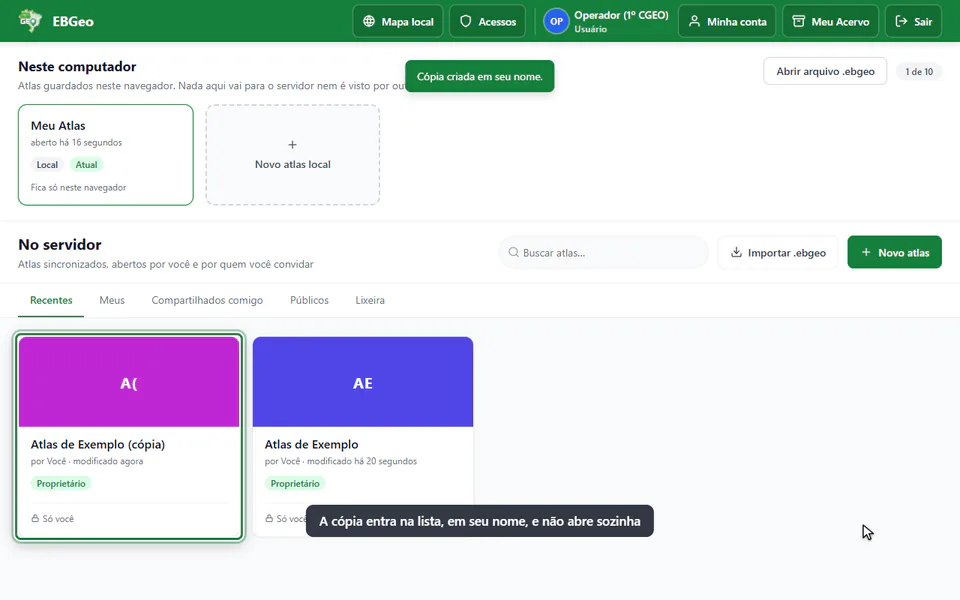 GEO
EBGeo
Mapa local
Acessos
OP
Operador (1º CGEO)
Usuário
Minha conta
Meu Acervo
Sair
Neste computador
Atlas guardados neste navegador. Nada aqui vai para o servidor nem é visto por
Cópia criada em seu nome.
Abrir arquivo .ebgeo
1 de 10
Meu Atlas
aberto há 16 segundos
Local
Atual
Fica só neste navegador
+
Novo atlas local
No servidor
Atlas sincronizados, abertos por você e por quem você convidar
Buscar atlas...
Importar .ebgeo
+ Novo atlas
Recentes
Meus
Compartilhados comigo
Públicos
Lixeira
A(
Atlas de Exemplo (cópia)
por Você · modificado agora
Proprietário
Só você
AE
Atlas de Exemplo
por Você · modificado há 20 segundos
Proprietário
Só você
A cópia entra na lista, em seu nome, e não abre sozinha